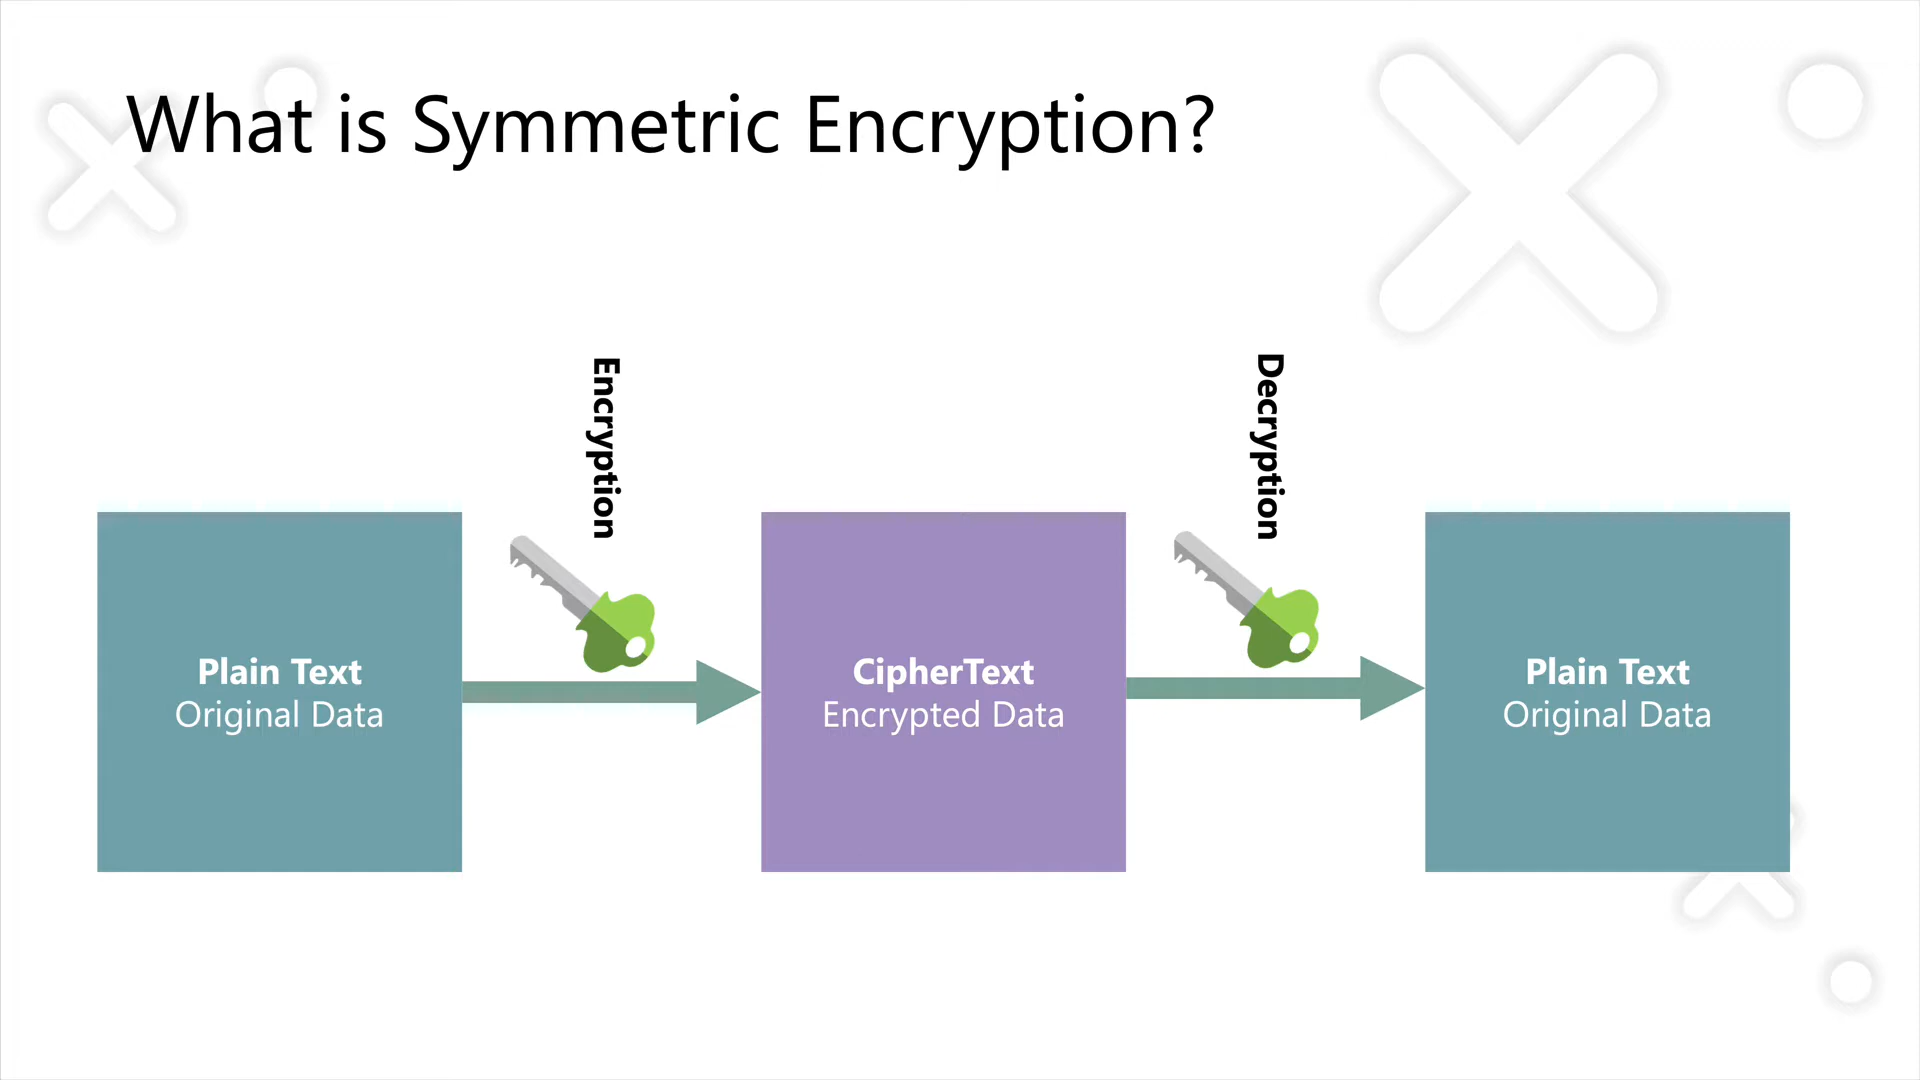 What is Symmetric Encryption?
Encryption
Decryption
Plain Text
Original Data
CipherText
Encrypted Data
Plain Text
Original Data